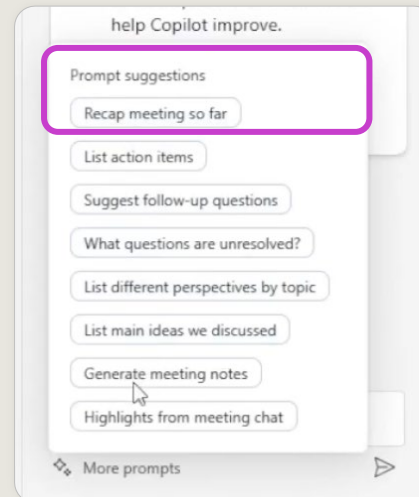 help Copilot improve.
Prompt suggestions
Recap meeting so far
List action items
Suggest follow-up questions
What questions are unresolved?
List different perspectives by topic
List main ideas we discussed
Generate meeting notes
Highlights from meeting chat
More prompts